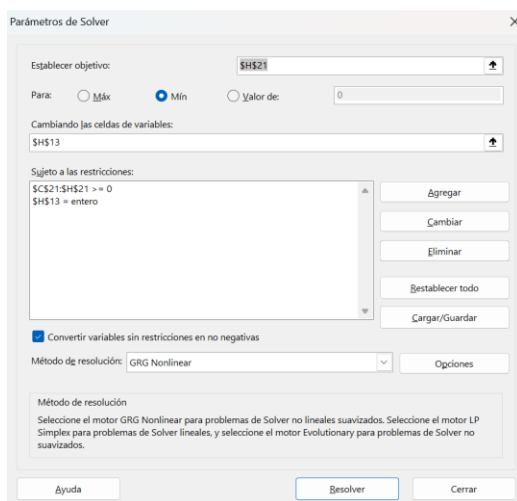 Parámetros de Solver
Establecer objetivo: $H$21
Para: Máx Mín Valor de: 0
Cambiando las celdas de variables:
$H$13
Sujeto a las restricciones:
$C$21:$H$21 >= 0
$H$13 = entero
Agregar
Cambiar
Eliminar
Restablecer todo
Cargar/Guardar
Convertir variables sin restricciones en no negativas
Método de resolución: GRG Nonlinear Opciones
Método de resolución
Seleccione el motor GRG Nonlinear para problemas de Solver no lineales suavizados. Seleccione el motor LP
Simplex para problemas de Solver lineales, y seleccione el motor Evolutionary para problemas de Solver no
suavizados.
Ayuda Resolver Cerrar